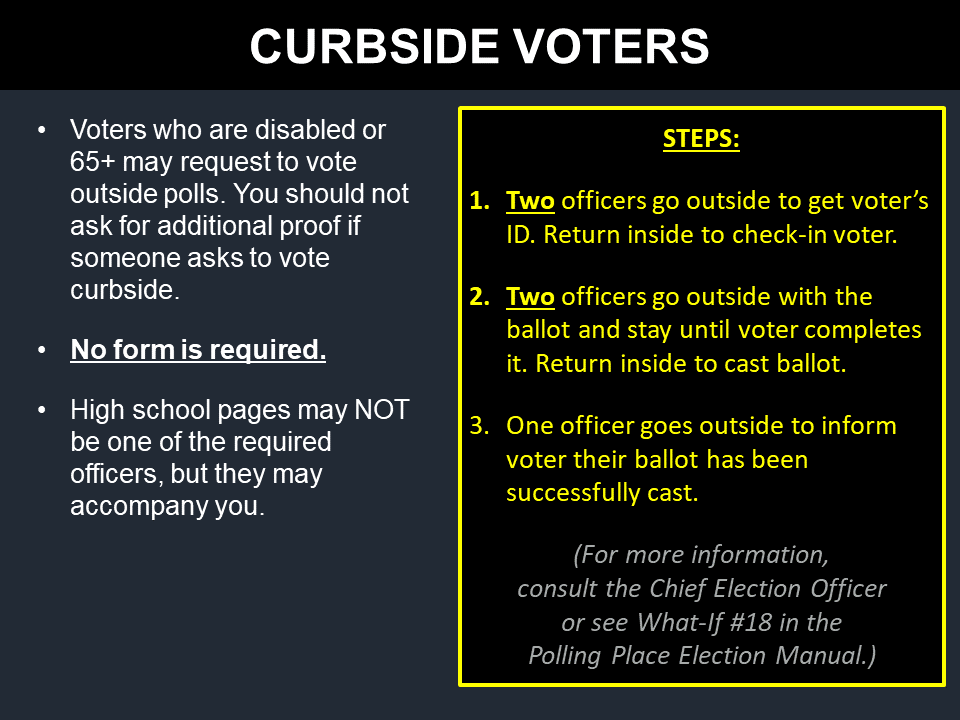 CURBSIDE VOTERS
• Voters who are disabled or
65+ may request to vote
outside polls. You should not
ask for additional proof if
someone asks to vote
curbside.
• No form is required.
• High school pages may NOT
be one of the required
officers, but they may
accompany you.
STEPS:
1. Two officers go outside to get voter’s
ID. Return inside to check-in voter.
2. Two officers go outside with the
ballot and stay until voter completes
it. Return inside to cast ballot.
3. One officer goes outside to inform
voter their ballot has been
successfully cast.
(For more information,
consult the Chief Election Officer
or see What-If #18 in the
Polling Place Election Manual.)